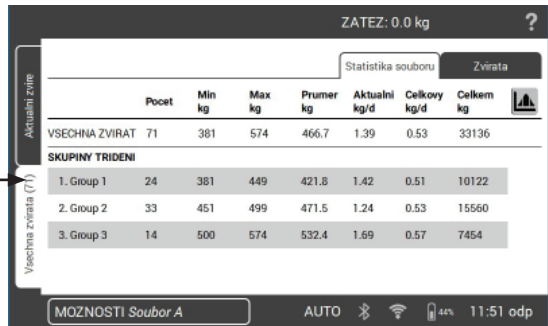 ZATEZ: 0.0 kg ?
Statistika souboru Zvirata
Aktualni zvire
Vsechna zvirata (71)
Pocet Min kg Max kg Prumer kg Aktualni kg/d Celkovy kg/d Celkem kg
VSECHNA ZVIRAT 71 381 574 466.7 1.39 0.53 33136
SKUPINY TRIDENI
1. Group 1 24 381 449 421.8 1.42 0.51 10122
2. Group 2 33 451 499 471.5 1.24 0.53 15560
3. Group 3 14 500 574 532.4 1.69 0.57 7454
MOZNOSTI Soubor A AUTO 44% 11:51 odp